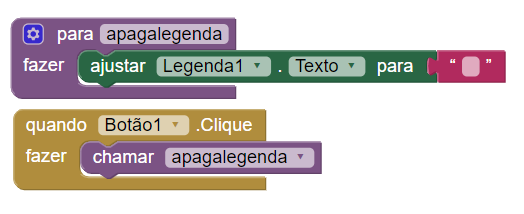 para apagalegenda
fazer ajustar Legenda1 . Texto para “ ”
quando Botão1 .Clique
fazer chamar apagalegenda